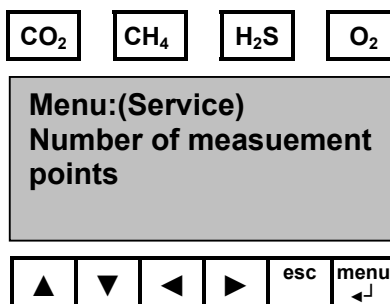 CO₂ CH₄ H₂S O₂
Menu:(Service)
Number of measuement
points
▲ ▼ ◄ ► esc menu
↵